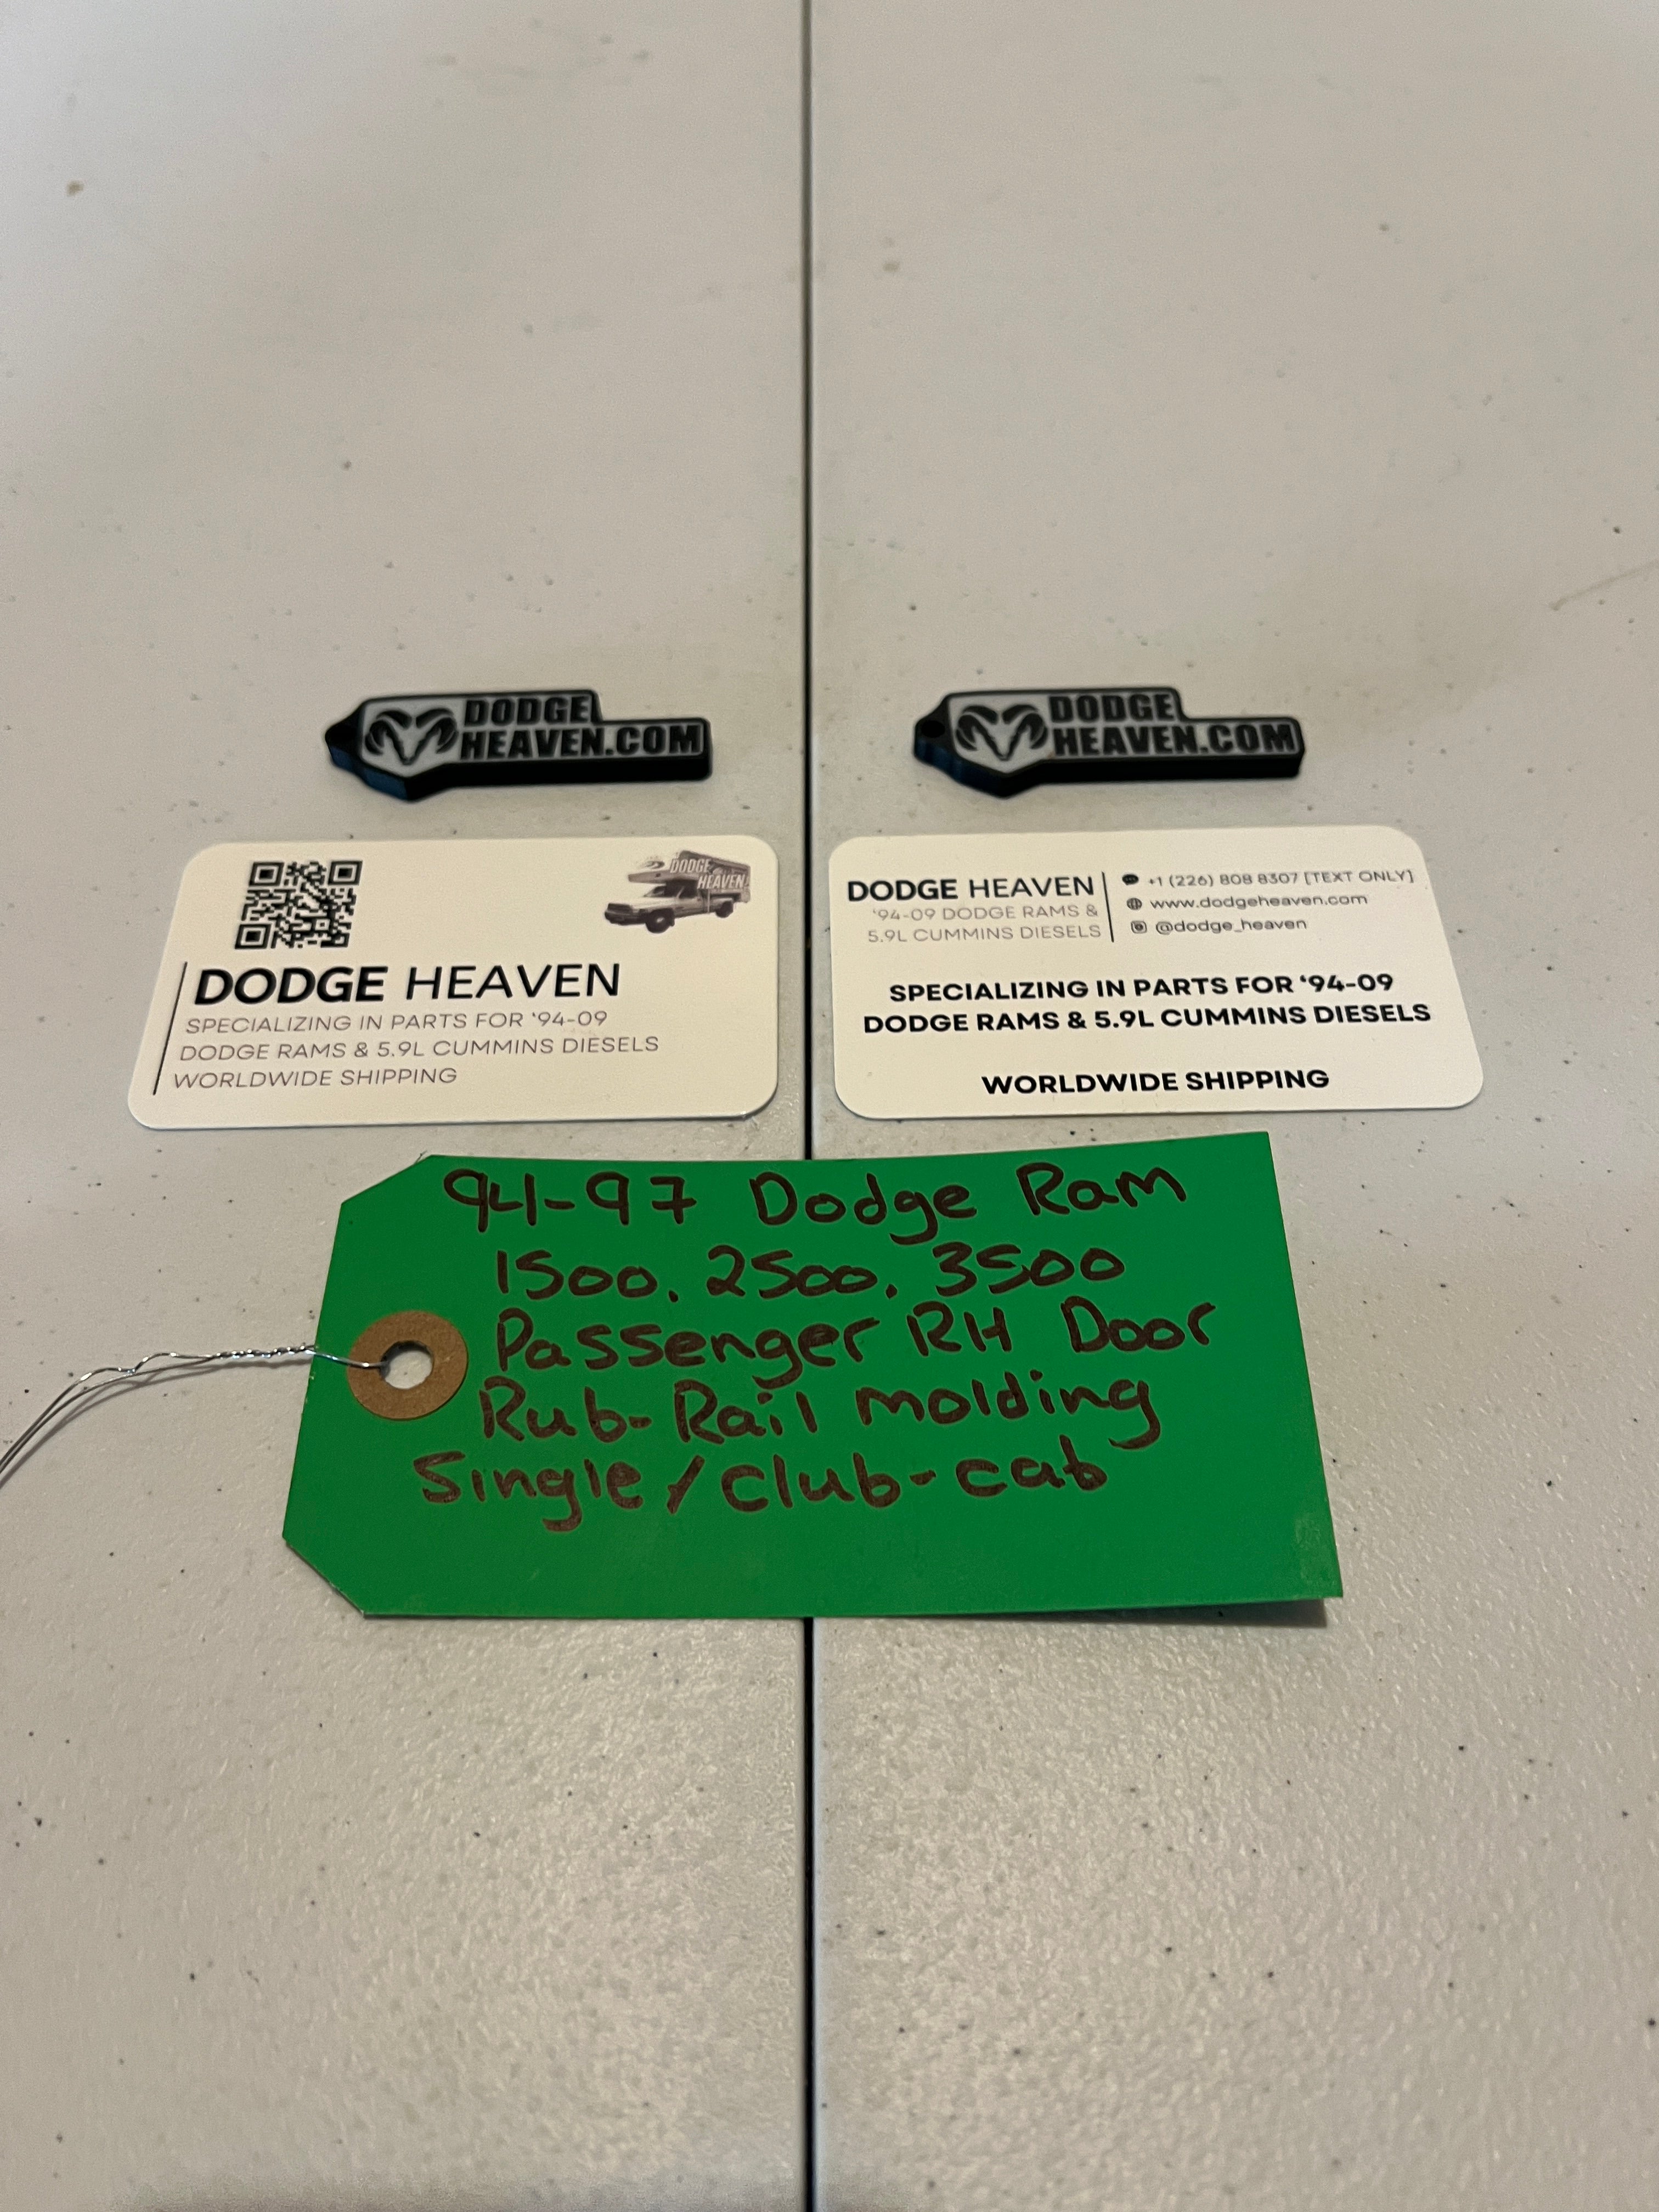 DODGE
HEAVEN.COM
DODGE
HEAVEN.COM
DODGE
HEAVEN
DODGE HEAVEN
SPECIALIZING IN PARTS FOR ‘94-09
DODGE RAMS & 5.9L CUMMINS DIESELS
WORLDWIDE SHIPPING
DODGE HEAVEN
‘94-09 DODGE RAMS &
5.9L CUMMINS DIESELS
+1 (226) 808 8307 [TEXT ONLY]
www.dodgeheaven.com
@dodge_heaven
SPECIALIZING IN PARTS FOR ‘94-09
DODGE RAMS & 5.9L CUMMINS DIESELS
WORLDWIDE SHIPPING
94-97 Dodge Ram
1500, 2500, 3500
Passenger RH Door
Rub-Rail molding
Single/club-cab